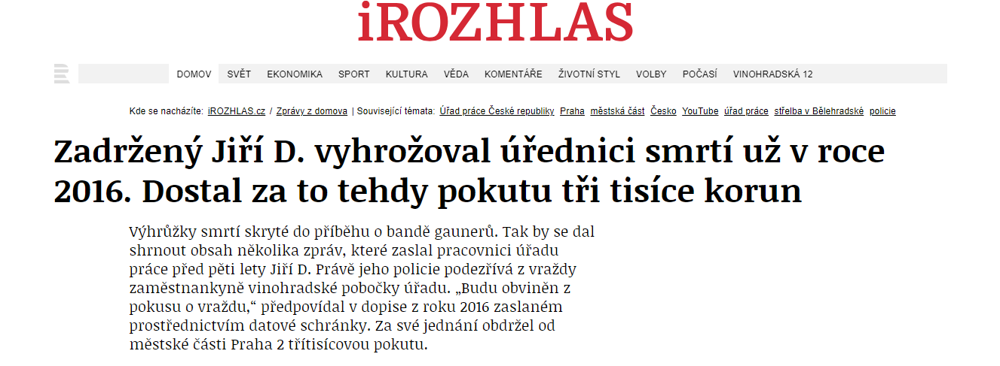 iROZHLAS
DOMOV SVĚT EKONOMIKA SPORT KULTURA VĚDA KOMENTÁŘE ŽIVOTNÍ STYL VOLBY POČASÍ VINOHRADSKÁ 12
Kde se nacházíte: iROZHLAS.cz / Zprávy z domova | Související témata: Úřad práce České republiky Praha městská část Česko YouTube úřad práce střelba v Bělehradské policie
Zadržený Jiří D. vyhrožoval úřednici smrtí už v roce
2016. Dostal za to tehdy pokutu tři tisíce korun
Výhrůžky smrtí skryté do příběhu o bandě gaunerů. Tak by se dal
shrnout obsah několika zpráv, které zaslal pracovnici úřadu
práce před pěti lety Jiří D. Právě jeho policie podezřívá z vraždy
zaměstnankyně vinohradské pobočky úřadu. „Budu obviněn z
pokusu o vraždu,“ předpovídal v dopise z roku 2016 zaslaném
prostřednictvím datové schránky. Za své jednání obdržel od
městské části Praha 2 třítisícovou pokutu.